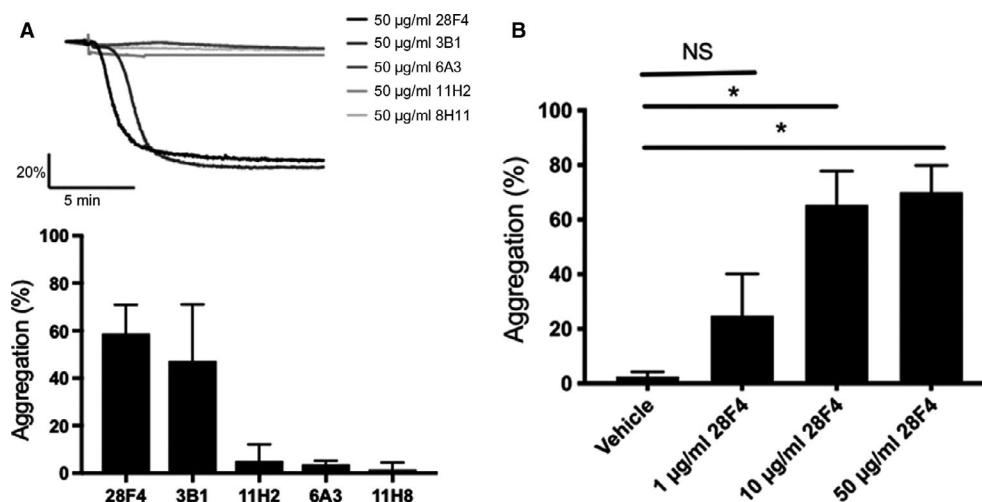 A
50 µg/ml 28F4
50 µg/ml 3B1
50 µg/ml 6A3
50 µg/ml 11H2
50 µg/ml 8H11
20%
5 min
Aggregation (%)
100
80
60
40
20
0
28F4 3B1 11H2 6A3 11H8
B
NS
*
*
Aggregation (%)
100
80
60
40
20
0
Vehicle
1 µg/ml 28F4
10 µg/ml 28F4
50 µg/ml 28F4